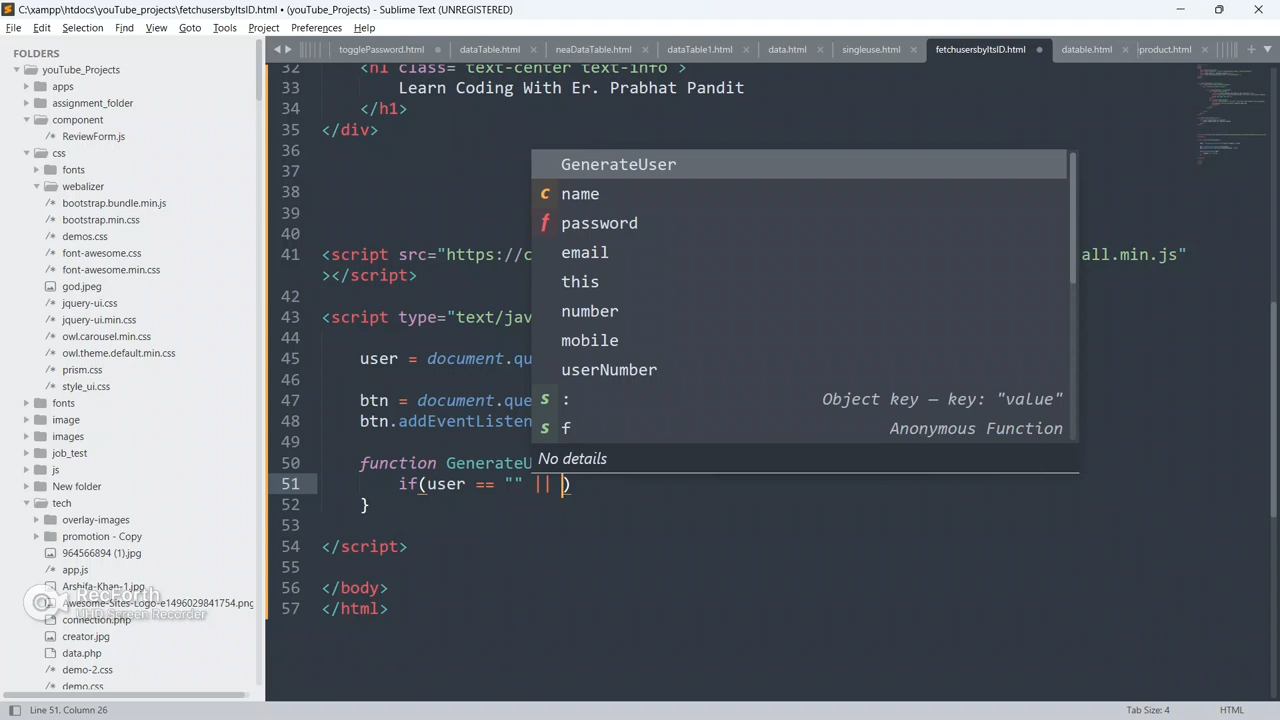 C:\xampp\htdocs\youTube_projects\fetchusersbyItsID.html • (youTube_Projects) - Sublime Text (UNREGISTERED)
File Edit Selection Find View Goto Tools Project Preferences Help
FOLDERS
youTube_Projects
apps
assignment_folder
component
ReviewForm.js
css
fonts
webalizer
bootstrap.bundle.min.js
bootstrap.min.css
demos.css
font-awesome.css
font-awesome.min.css
god.jpeg
jquery-ui.css
jquery-ui.min.css
owl.carousel.min.css
owl.theme.default.min.css
prism.css
style_ui.css
fonts
image
images
job_test
js
New folder
tech
overlay-images
promotion - Copy
964566894 (1).jpg
app.js
Arshifa-Khan-1.jpg
Awesome-Sites-Logo-e1496029841754.png
connection.php
creator.jpg
data.php
demo-2.css
demo.css
RecForth
UHD Screen Recorder
togglePassword.html dataTable.html neaDataTable.html dataTable1.html data.html singleuse.html fetchusersbyItsID.html datable.html product.html
32 <h1 class="text-center text-info">
33 Learn Coding With Er. Prabhat Pandit
34 </h1>
35 </div>
36
37
38
39
40
41 <script src="https://c all.min.js"
></script>
42
43 <script type="text/jav
44
45 user = document.qu
46
47 btn = document.que
48 btn.addEventListen
49
50 function GenerateU
51 if(user == "" || )
52 }
53
54 </script>
55
56 </body>
57 </html>
GenerateUser
c name
f password
email
this
number
mobile
userNumber
s : Object key — key: "value"
s f Anonymous Function
No details
Line 51, Column 26
Tab Size: 4
HTML